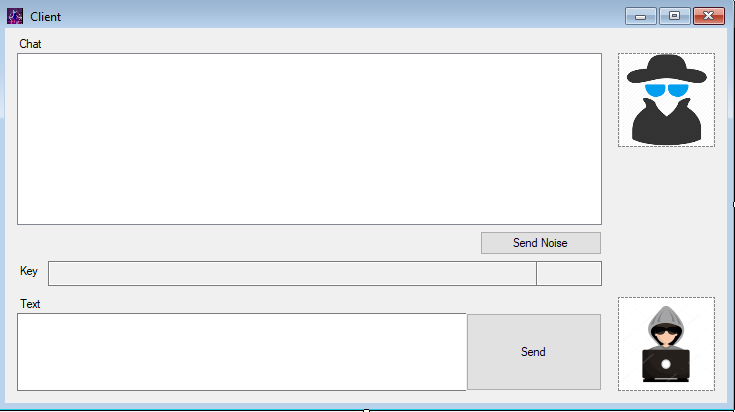 Client
Chat
Send Noise
Key
Text
Send